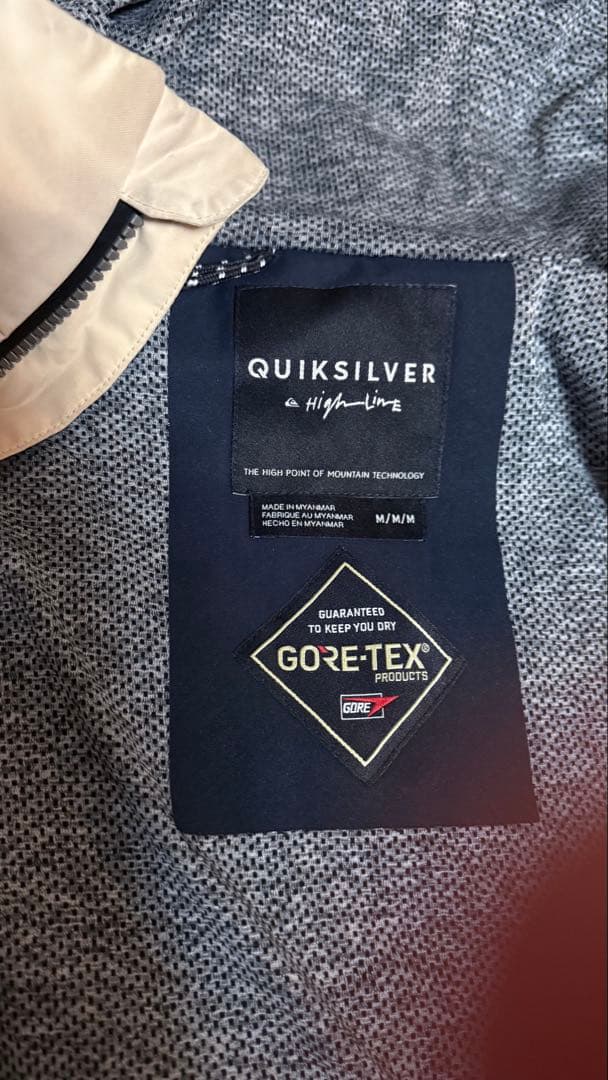 QUIKSILVER
High Line
THE HIGH POINT OF MOUNTAIN TECHNOLOGY
MADE IN MYANMAR
FABRIQUE AU MYANMAR
HECHO EN MYANMAR
M/M/M
GUARANTEED
TO KEEP YOU DRY
GORE-TEX®
PRODUCTS
GORE